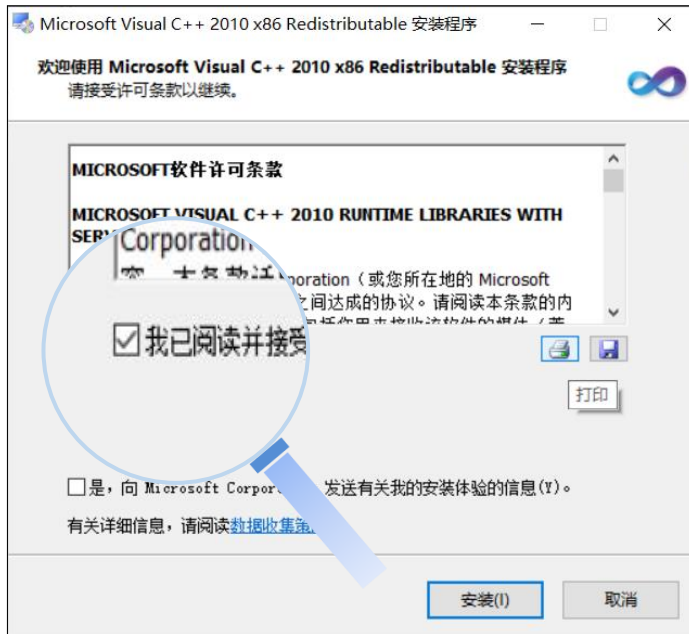 Microsoft Visual C++ 2010 x86 Redistributable 安装程序
欢迎使用 Microsoft Visual C++ 2010 x86 Redistributable 安装程序
请接受许可条款以继续。
MICROSOFT软件许可条款
MICROSOFT VISUAL C++ 2010 RUNTIME LIBRARIES WITH
Corporation
（或您所在地的 Microsoft
之间达成的协议。请阅读本条款的内
我已阅读并接受
打印
是，向 Microsoft 发送有关我的安装体验的信息(Y)。
有关详细信息，请阅读数据收集策
安装(I)
取消